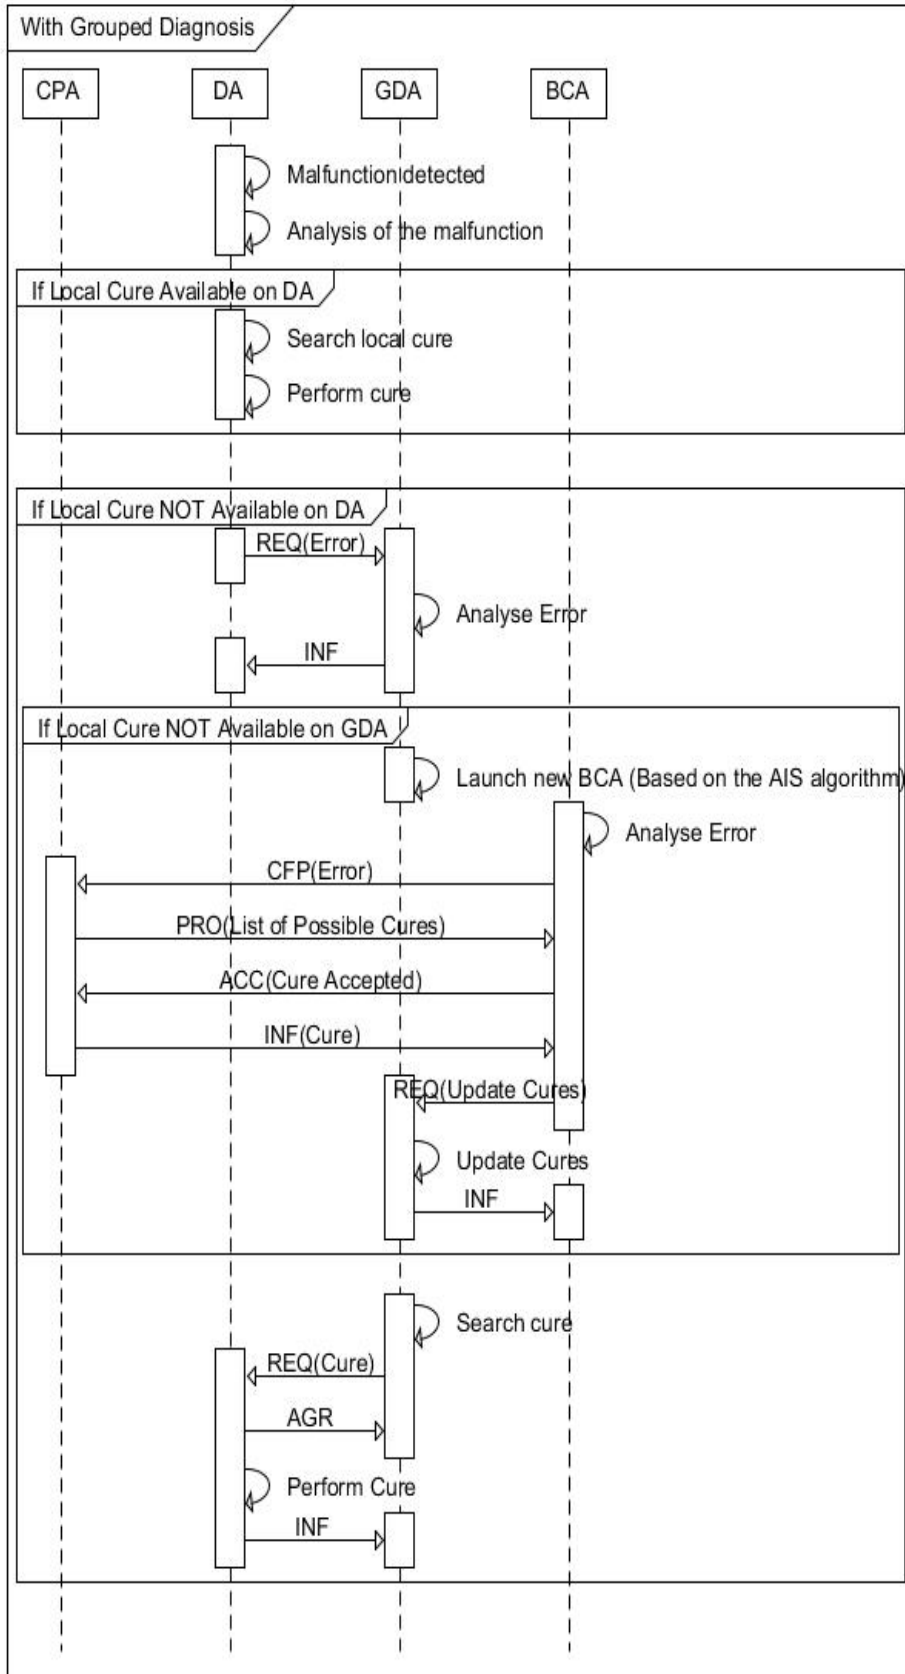 With Grouped Diagnosis
CPA
DA
GDA
BCA
Malfunction detected
Analysis of the malfunction
If Local Cure Available on DA
Search local cure
Perform cure
If Local Cure NOT Available on DA
REQ(Error)
Analyse Error
INF
If Local Cure NOT Available on GDA
Launch new BCA (Based on the AIS algorithm)
Analyse Error
CFP(Error)
PRO(List of Possible Cures)
ACC(Cure Accepted)
INF(Cure)
REQ(Update Cures)
Update Cures
INF
Search cure
REQ(Cure)
AGR
Perform Cure
INF